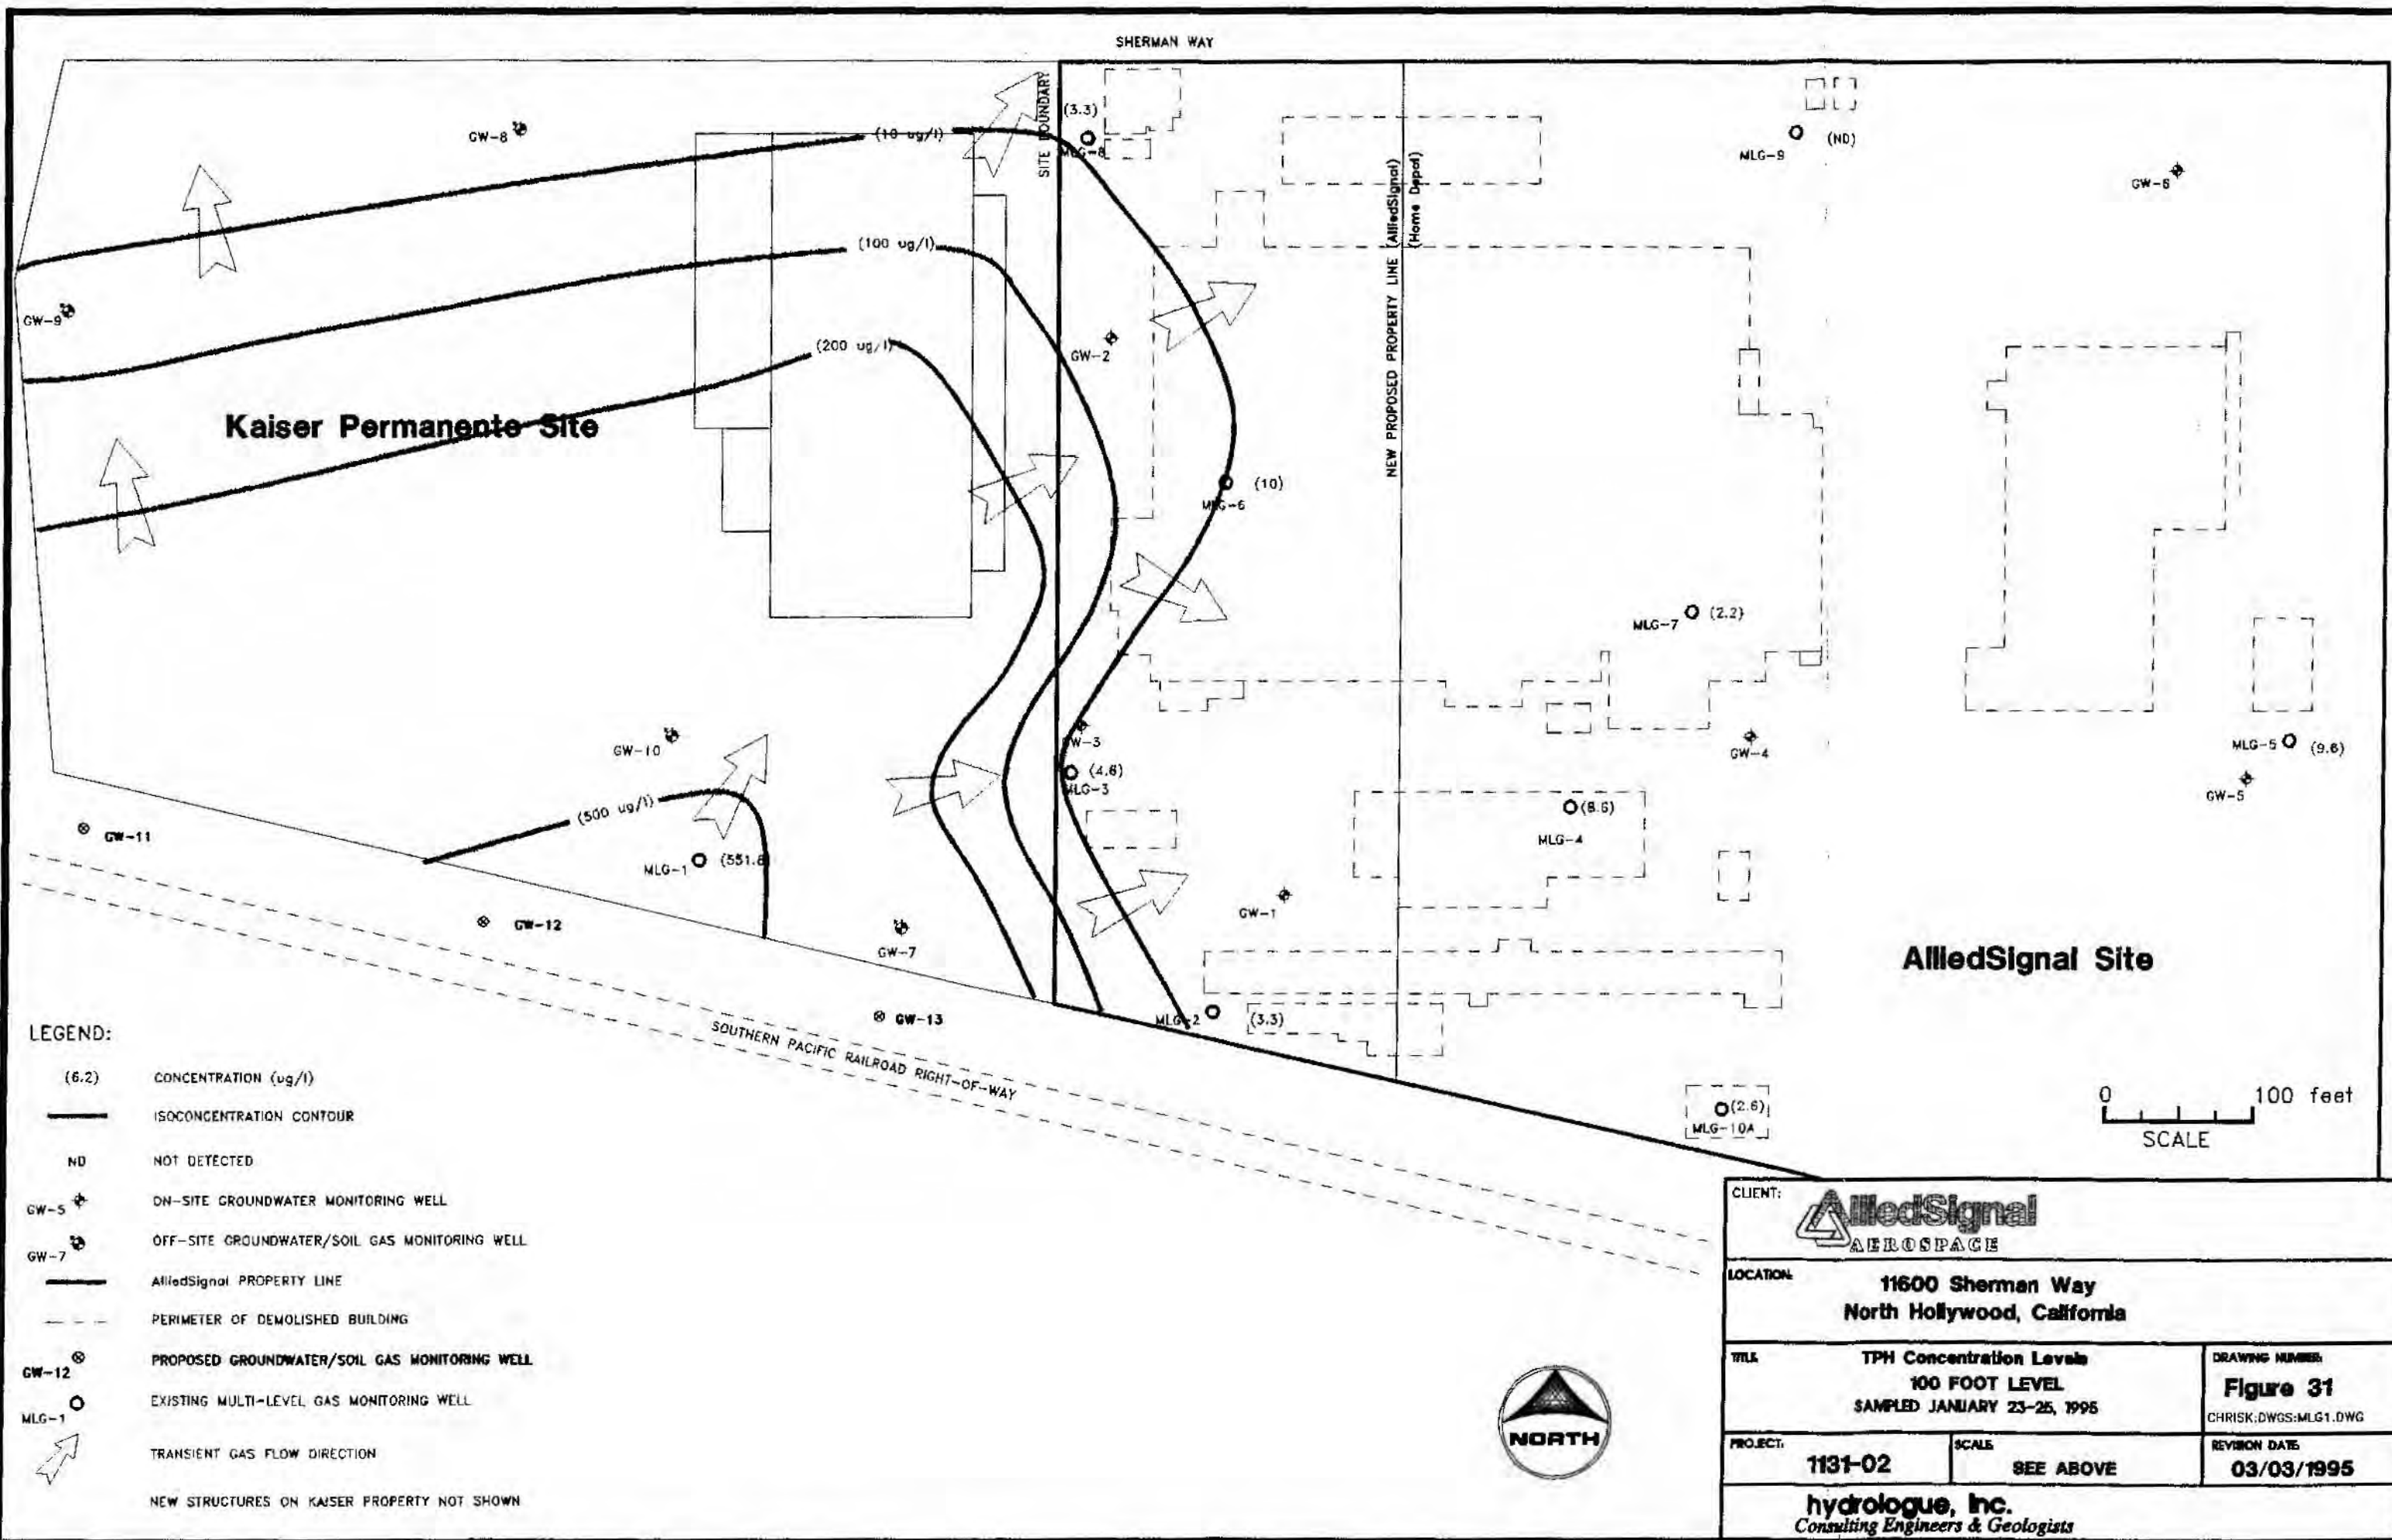 SHERMAN WAY
SITE BOUNDARY
(3.3)
MLG-8
GW-8
(10 ug/l)
MLG-9
(ND)
GW-6
NEW PROPOSED PROPERTY LINE (AlliedSignal)
(Home Depot)
(100 ug/l)
GW-9
GW-2
(200 ug/l)
Kaiser Permanente Site
(10)
MLG-6
MLG-7
(2.2)
GW-10
GW-3
GW-4
MLG-5
(9.6)
(4.6)
MLG-3
GW-5
(500 ug/l)
(8.6)
MLG-4
GW-11
MLG-1
(551.8
GW-12
GW-1
GW-7
AlliedSignal Site
GW-13
MLG-2
(3.3)
SOUTHERN PACIFIC RAILROAD RIGHT-OF-WAY
(2.6)
MLG-10A
0 100 feet
SCALE
LEGEND:
(6.2) CONCENTRATION (ug/l)
ISOCONCENTRATION CONTOUR
ND NOT DETECTED
GW-5 ON-SITE GROUNDWATER MONITORING WELL
GW-7 OFF-SITE GROUNDWATER/SOIL GAS MONITORING WELL
AlliedSignal PROPERTY LINE
PERIMETER OF DEMOLISHED BUILDING
GW-12 PROPOSED GROUNDWATER/SOIL GAS MONITORING WELL
MLG-1 EXISTING MULTI-LEVEL GAS MONITORING WELL
TRANSIENT GAS FLOW DIRECTION
NEW STRUCTURES ON KAISER PROPERTY NOT SHOWN
NORTH
CLIENT:
AlliedSignal
AEROSPACE
LOCATION:
11600 Sherman Way
North Hollywood, California
TITLE:
TPH Concentration Levels
100 FOOT LEVEL
SAMPLED JANUARY 23-25, 1995
DRAWING NUMBER:
Figure 31
CHRISK:DWGS:MLG1.DWG
PROJECT:
1131-02
SCALE
SEE ABOVE
REVISION DATE:
03/03/1995
hydrologue, Inc.
Consulting Engineers & Geologists